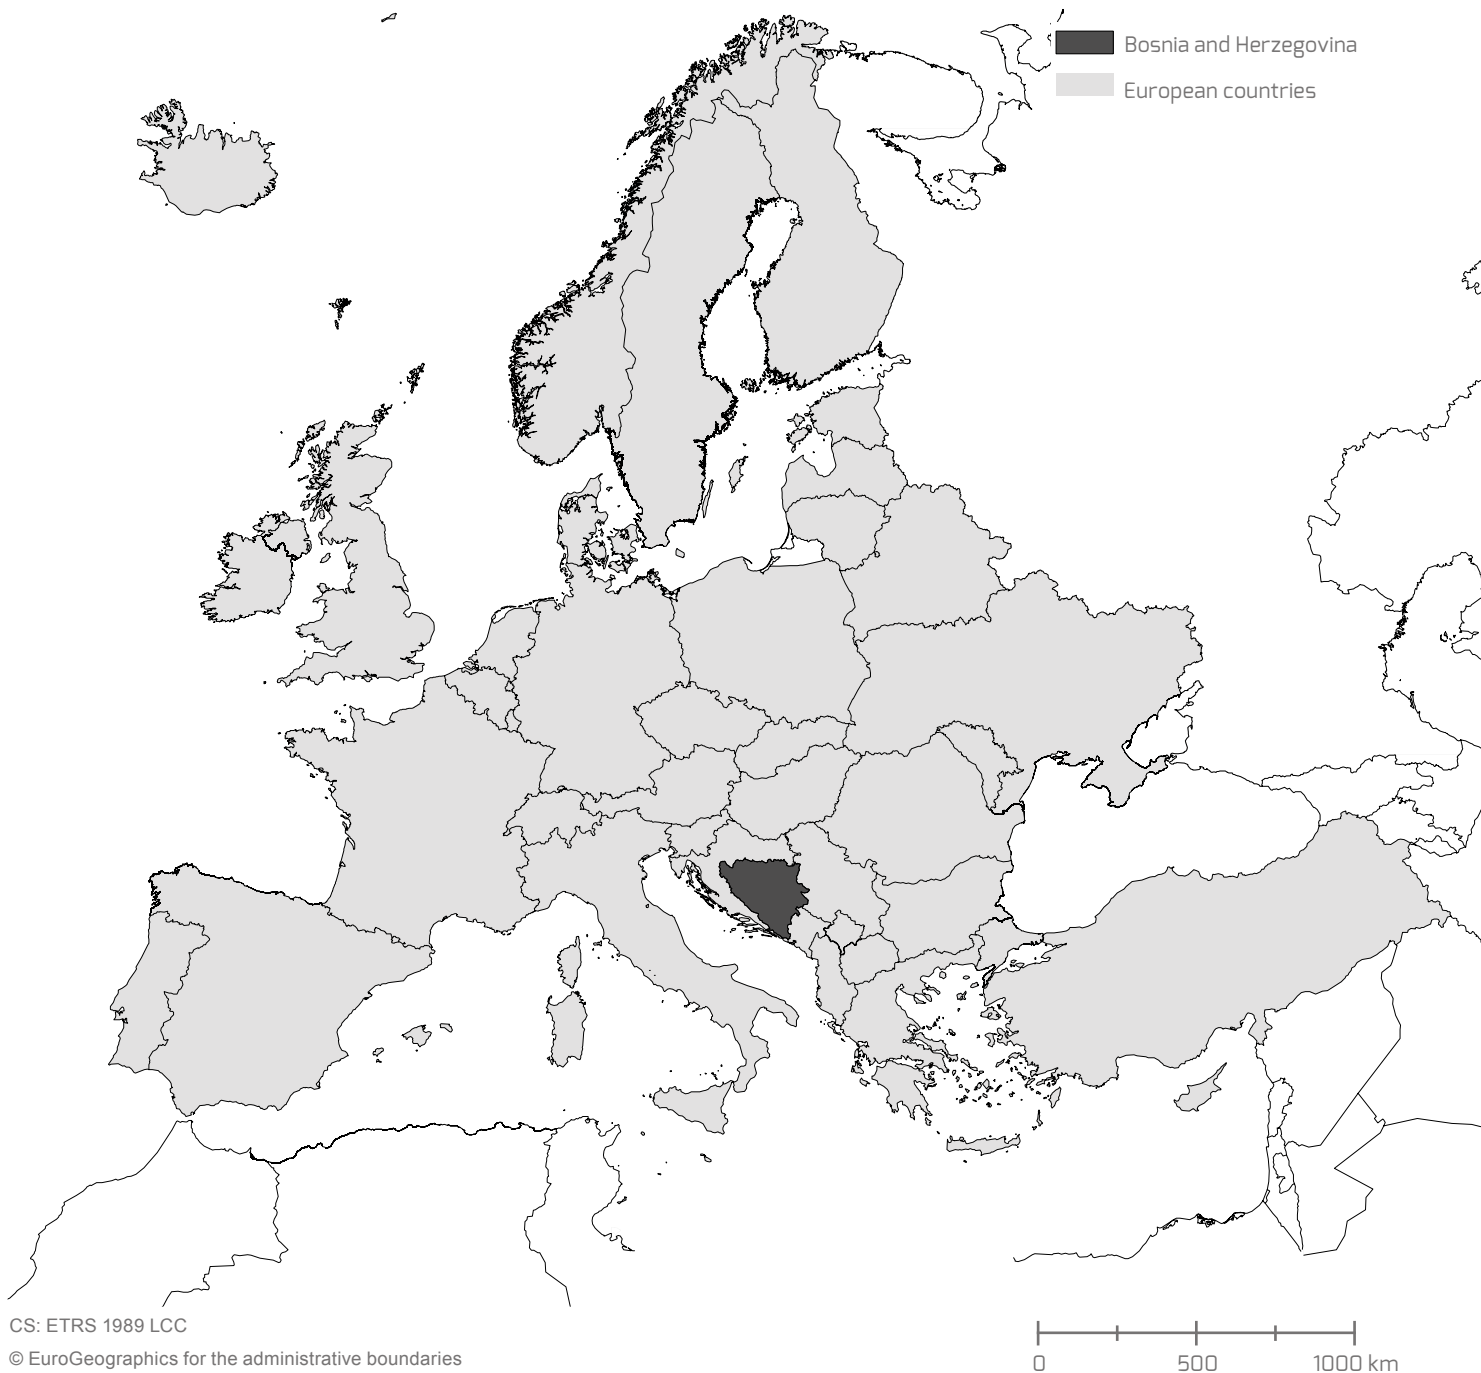 Bosnia and Herzegovina
European countries
CS: ETRS 1989 LCC
© EuroGeographics for the administrative boundaries
0 500 1000 km